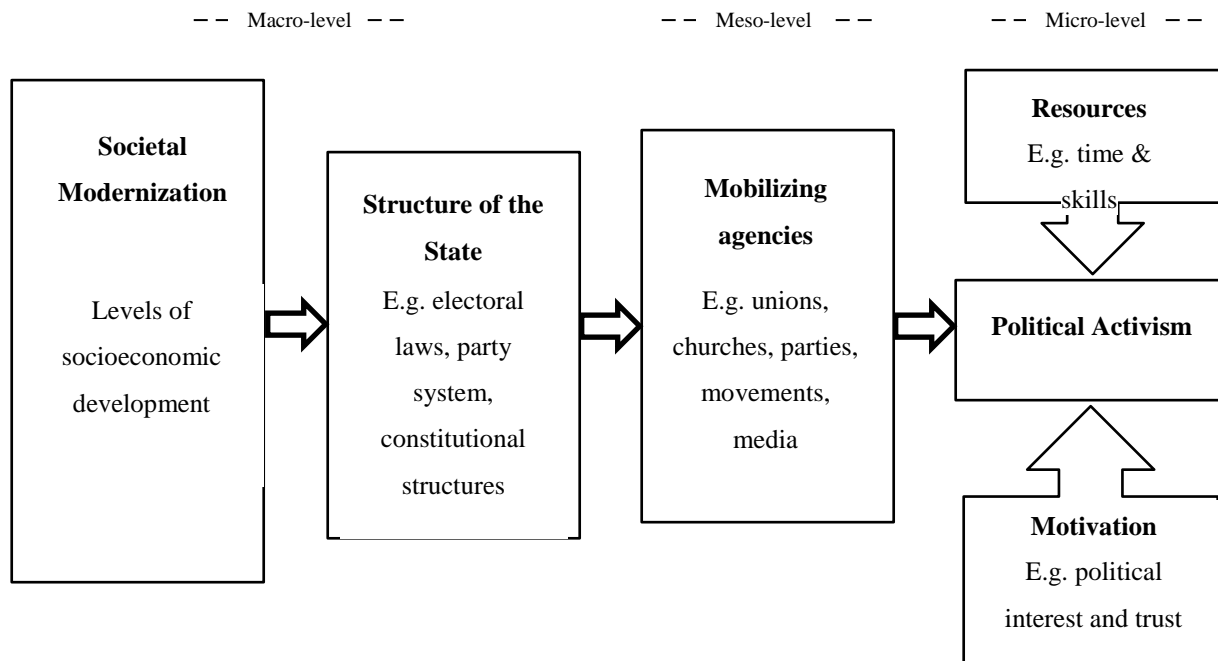 – – Macro-level – –
– – Meso-level – –
– – Micro-level – –
Societal
Modernization
Levels of
socioeconomic
development
Structure of the
State
E.g. electoral
laws, party
system,
constitutional
structures
Mobilizing
agencies
E.g. unions,
churches, parties,
movements,
media
Resources
E.g. time &
skills
Political Activism
Motivation
E.g. political
interest and trust